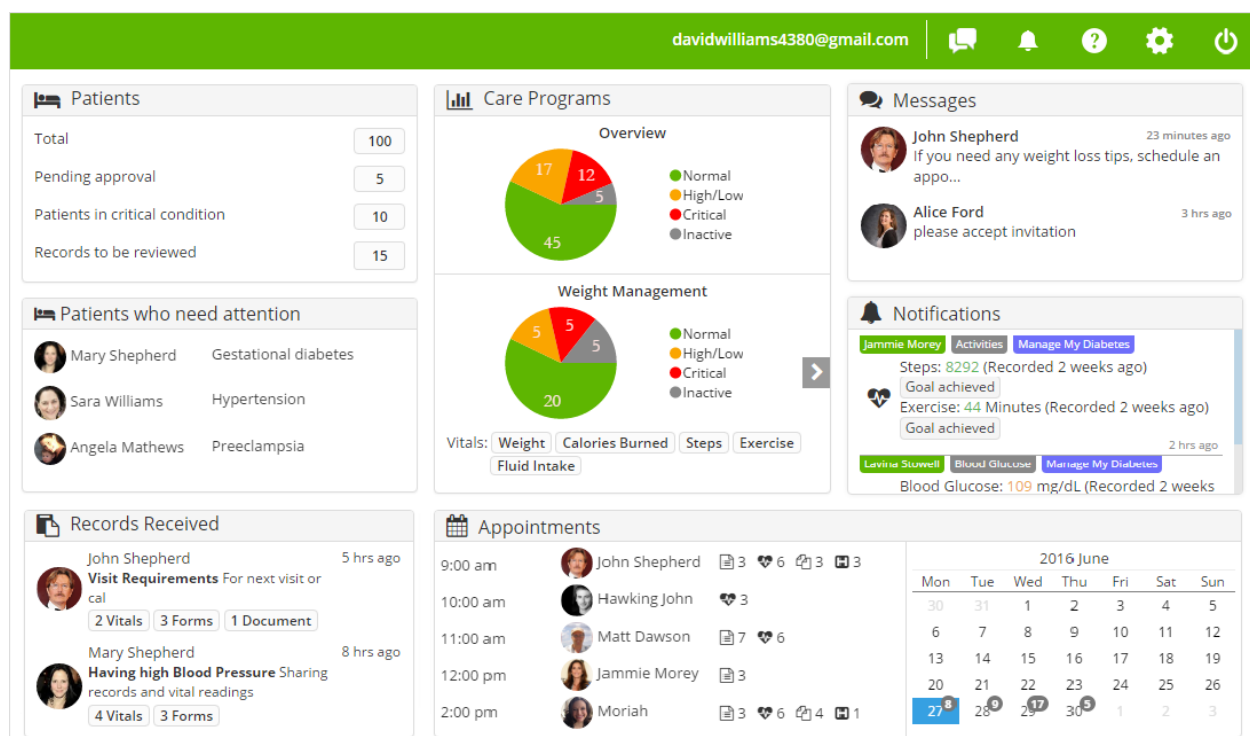 davidwilliams4380@gmail.com
Patients
Total 100
Pending approval 5
Patients in critical condition 10
Records to be reviewed 15
Patients who need attention
Mary Shepherd Gestational diabetes
Sara Williams Hypertension
Angela Mathews Preeclampsia
Care Programs
Overview
17
12
5
45
Normal
High/Low
Critical
Inactive
Weight Management
5
5
5
20
Normal
High/Low
Critical
Inactive
Vitals: Weight Calories Burned Steps Exercise
Fluid Intake
Messages
John Shepherd 23 minutes ago
If you need any weight loss tips, schedule an
appo...
Alice Ford 3 hrs ago
please accept invitation
Notifications
Jammie Morey Activities Manage My Diabetes
Steps: 8292 (Recorded 2 weeks ago)
Goal achieved
Exercise: 44 Minutes (Recorded 2 weeks ago)
Goal achieved
2 hrs ago
Lavina Stowell Blood Glucose Manage My Diabetes
Blood Glucose: 109 mg/dL (Recorded 2 weeks
Records Received
John Shepherd 5 hrs ago
Visit Requirements For next visit or
cal
2 Vitals 3 Forms 1 Document
Mary Shepherd 8 hrs ago
Having high Blood Pressure Sharing
records and vital readings
4 Vitals 3 Forms
Appointments
9:00 am John Shepherd 3 6 3 3
10:00 am Hawking John 3
11:00 am Matt Dawson 7 6
12:00 pm Jammie Morey 3
2:00 pm Moriah 3 6 4 1
2016 June
Mon Tue Wed Thu Fri Sat Sun
30 31 1 2 3 4 5
6 7 8 9 10 11 12
13 14 15 16 17 18 19
20 21 22 23 24 25 26
27 8 28 9 29 17 30 5 1 2 3